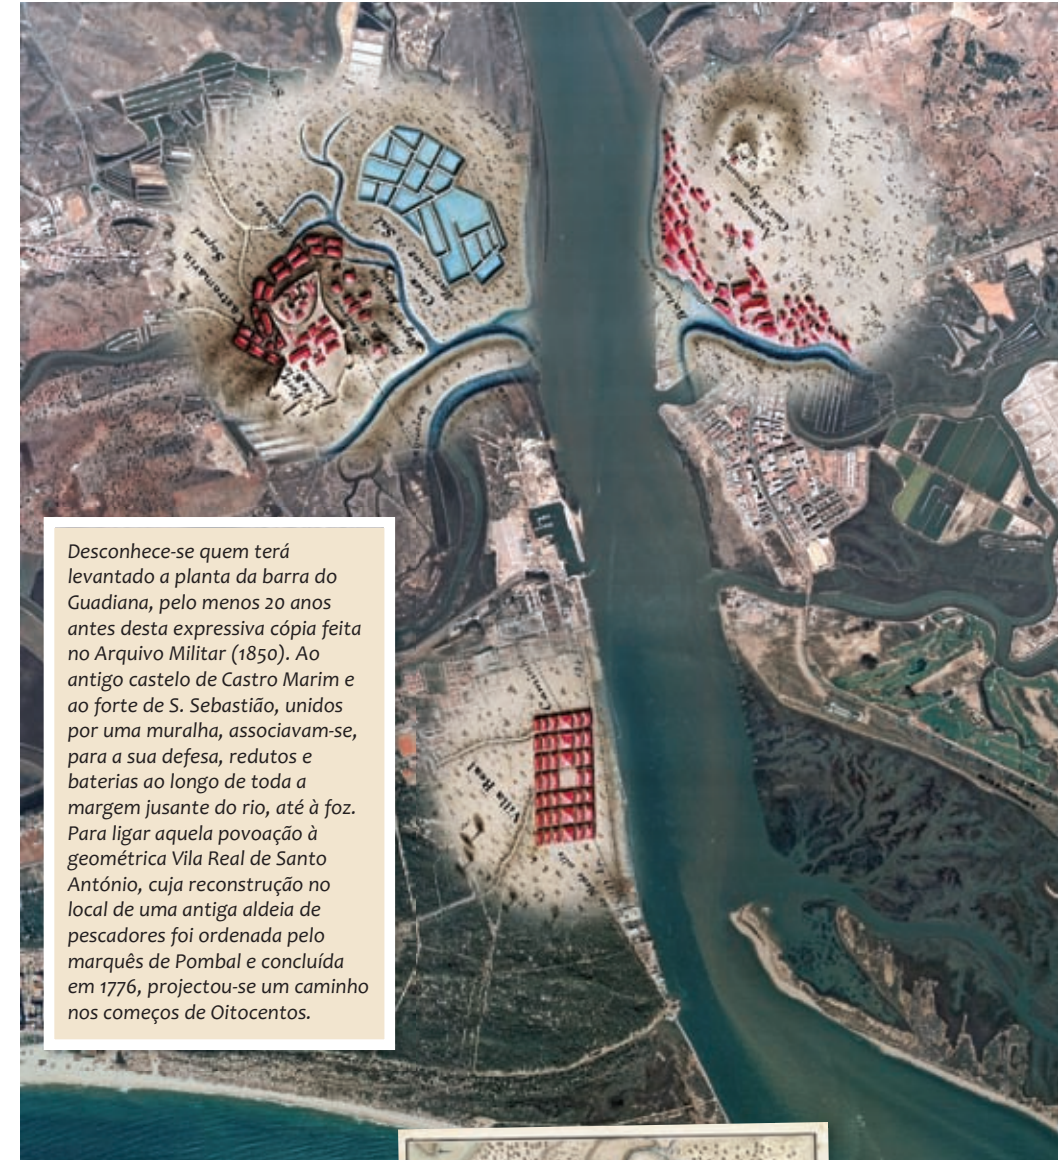 Castromarim
Ayamonte
Villa Real
Desconhece-se quem terá
levantado a planta da barra do
Guadiana, pelo menos 20 anos
antes desta expressiva cópia feita
no Arquivo Militar (1850). Ao
antigo castelo de Castro Marim e
ao forte de S. Sebastião, unidos
por uma muralha, associavam-se,
para a sua defesa, redutos e
baterias ao longo de toda a
margem jusante do rio, até à foz.
Para ligar aquela povoação à
geométrica Vila Real de Santo
António, cuja reconstrução no
local de uma antiga aldeia de
pescadores foi ordenada pelo
marquês de Pombal e concluída
em 1776, projectou-se um caminho
nos começos de Oitocentos.